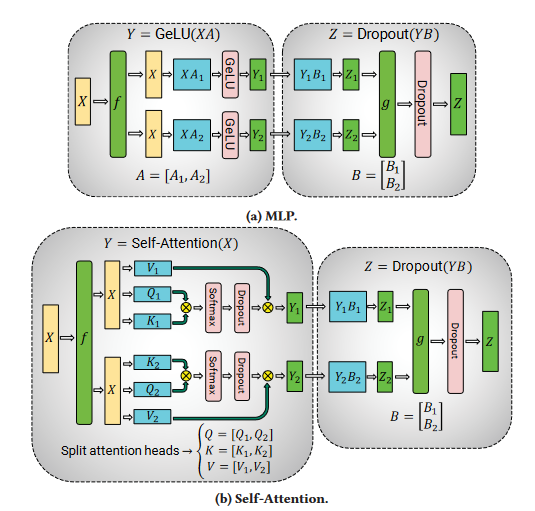 Y = GeLU(XA)
Z = Dropout(YB)
X
f
X
XA₁
GeLU
Y₁
Y₁B₁
Z₁
X
XA₂
GeLU
Y₂
Y₂B₂
Z₂
g
Dropout
Z
A = [A₁, A₂]
B = [B₁
B₂]
(a) MLP.
Y = Self-Attention(X)
Z = Dropout(YB)
X
f
X
V₁
Q₁
K₁
Softmax
Dropout
Y₁
Y₁B₁
Z₁
X
K₂
Q₂
V₂
Softmax
Dropout
Y₂
Y₂B₂
Z₂
g
Dropout
Z
B = [B₁
B₂]
Split attention heads → { Q = [Q₁, Q₂]
K = [K₁, K₂]
V = [V₁, V₂]
(b) Self-Attention.